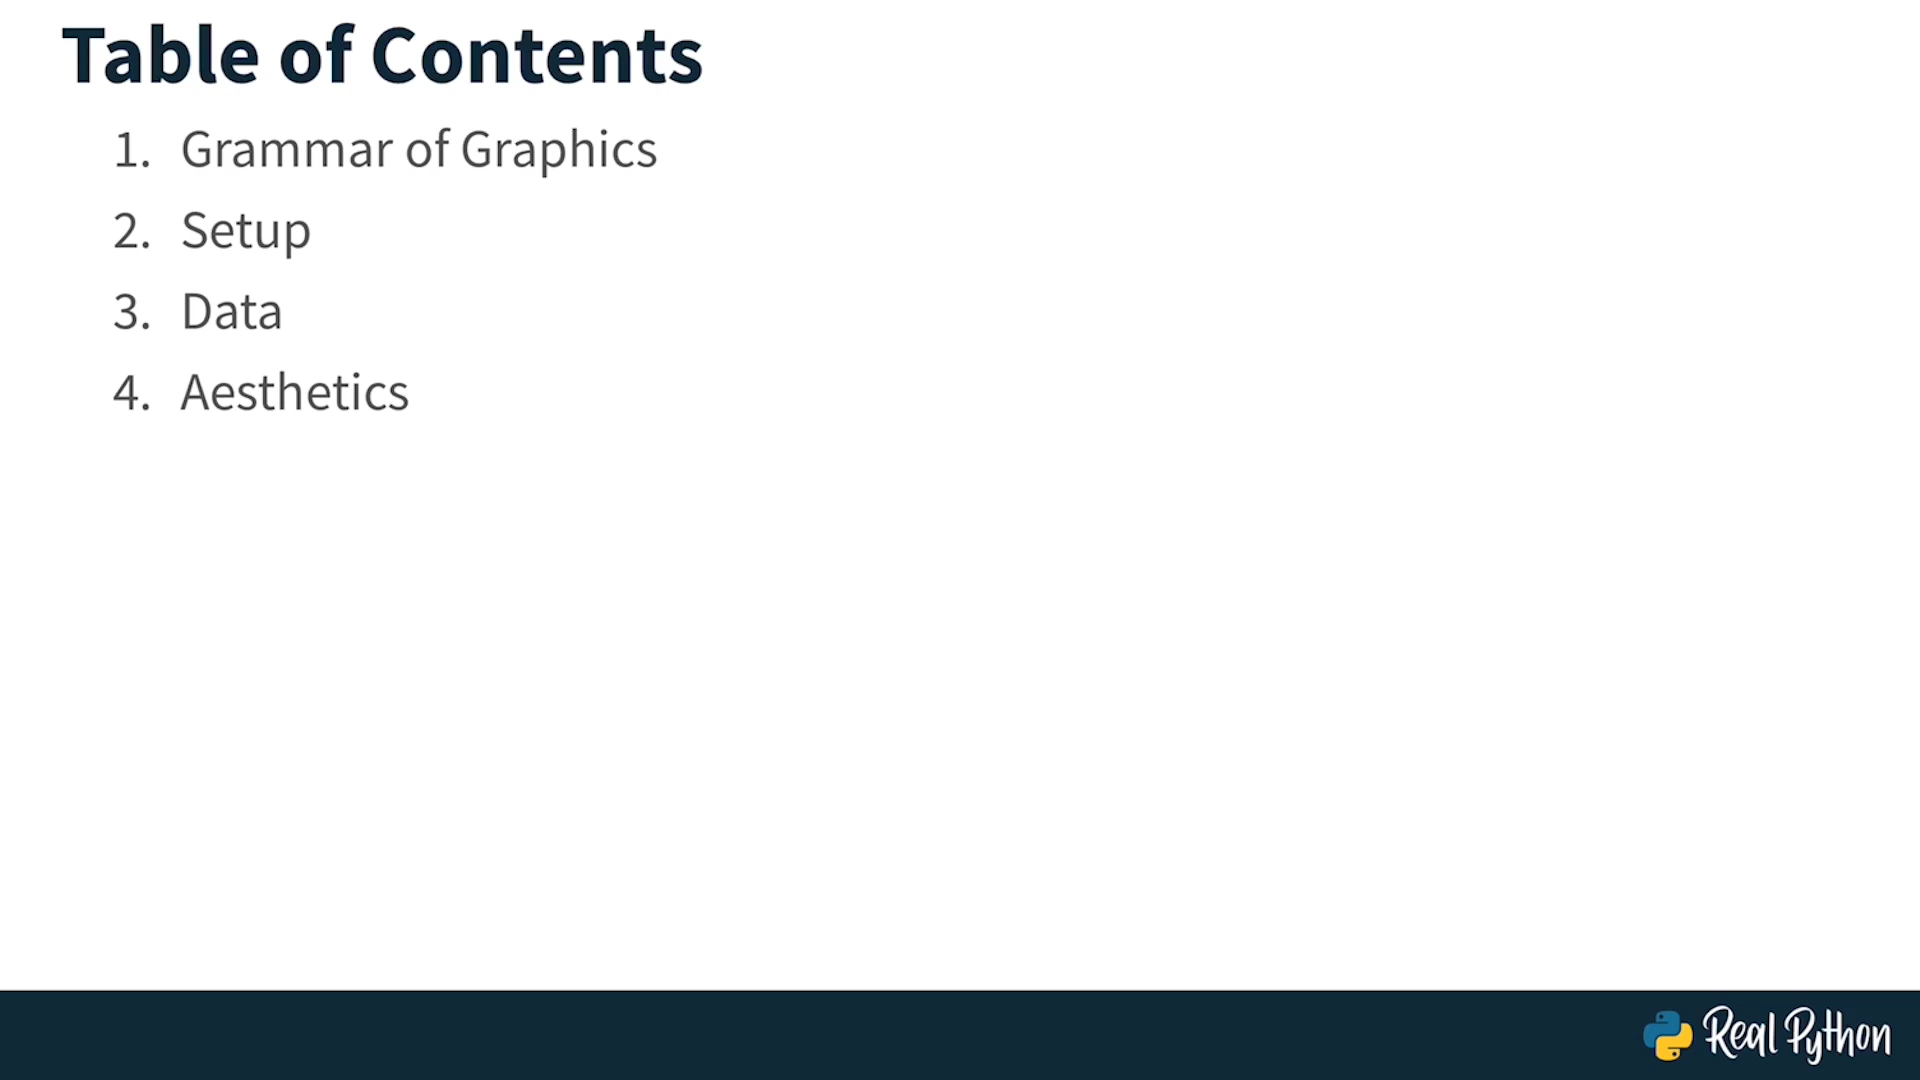 Table of Contents
1. Grammar of Graphics
2. Setup
3. Data
4. Aesthetics
Real Python